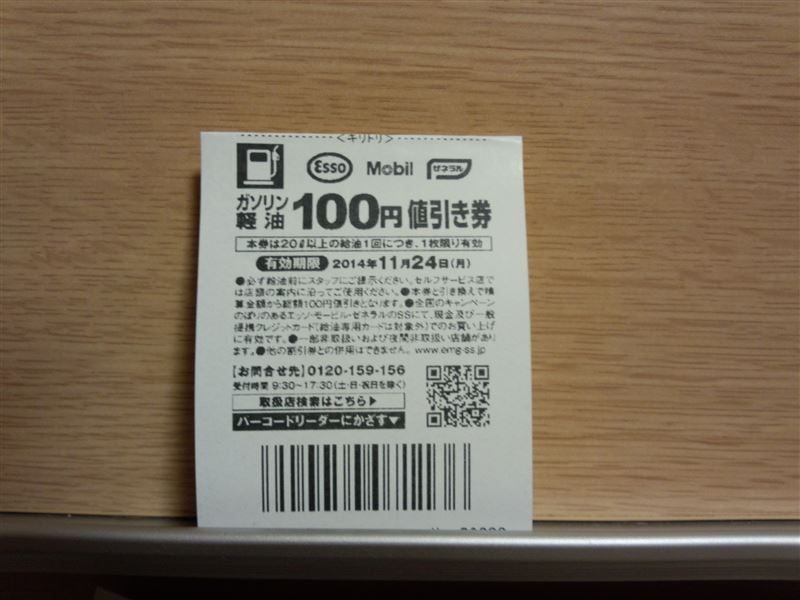 <キリトリ>
Esso Mobil ゼネラル
ガソリン
軽油
100円 値引き券
本券は20ℓ以上の給油1回につき、1枚限り有効
有効期限 2014年11月24日(月)
●必ず給油前にスタッフにご提示ください。セルフサービス店で
は店頭の案内に沿ってご使用ください。●本券と引き換えで精
算金額から総額100円値引きとなります。●全国のキャンペーン
のぼりのあるエッソ・モービル・ゼネラルのSSにて、現金及び一般
提携クレジットカード(給油専用カードは対象外)でのお買い上げ
に有効です。●一部非取扱いおよび夜間非取扱い店舗があり
ます。●他の割引券との併用はできません。 www.emg-ss.jp
【お問合せ先】0120-159-156
受付時間 9:30~17:30(土・日・祝日を除く)
取扱店検索はこちら▶
バーコードリーダーにかざす▼